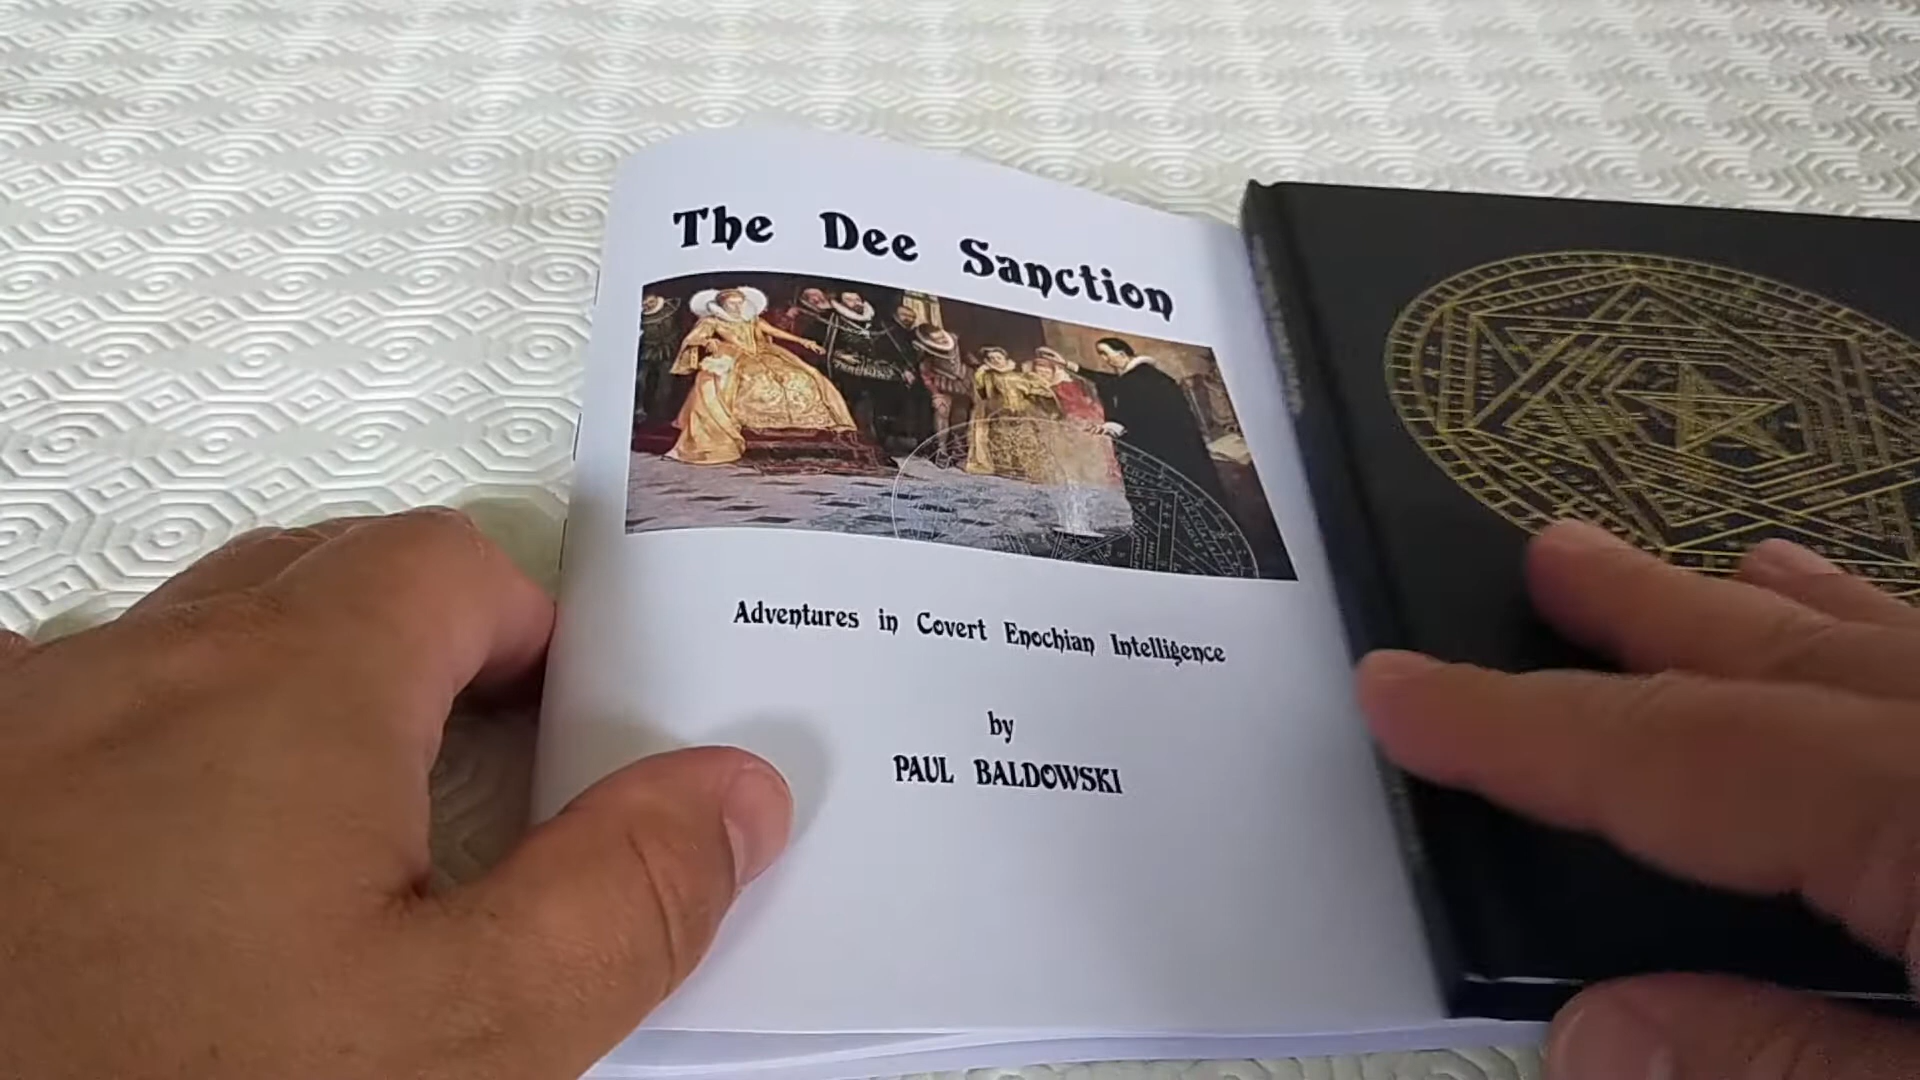 The Dee Sanction
Adventures in Covert Enochian Intelligence
by
PAUL BALDOWSKI